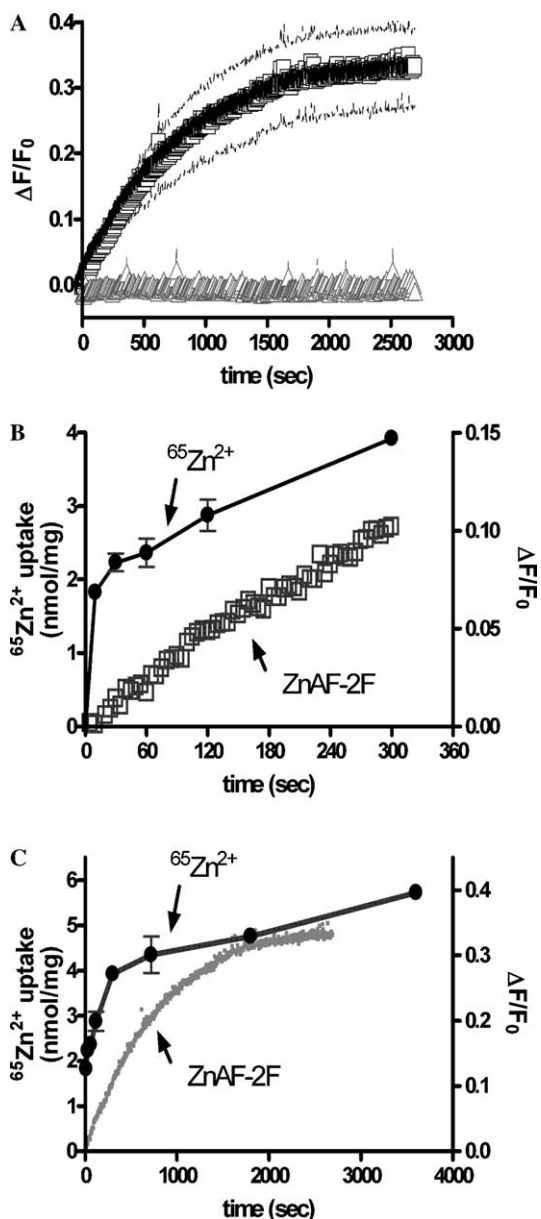 A
0.4
0.3
0.2
0.1
0.0
ΔF/F₀
0 500 1000 1500 2000 2500 3000
time (sec)
B
4
3
2
1
0
⁶⁵Zn²⁺ uptake
(nmol/mg)
⁶⁵Zn²⁺
ZnAF-2F
0.15
0.10
0.05
0.00
ΔF/F₀
0 60 120 180 240 300 360
time (sec)
C
6
5
4
3
2
1
0
⁶⁵Zn²⁺ uptake
(nmol/mg)
⁶⁵Zn²⁺
ZnAF-2F
0.4
0.3
0.2
0.1
0.0
ΔF/F₀
0 1000 2000 3000 4000
time (sec)